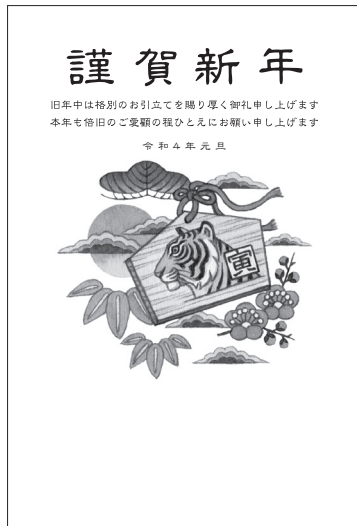 謹賀新年
旧年中は格別のお引立てを賜り厚く御礼申し上げます
本年も倍旧のご愛顧の程ひとえにお願い申し上げます
令和4年元旦
寅